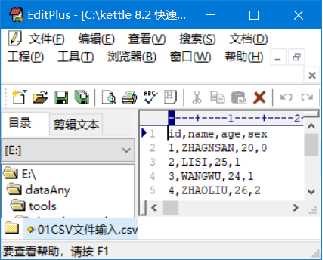 EditPlus - [C:\kettle 8.2 快速
文件(F) 编辑(E) 查看(V) 搜索(S) 文档(D)
工程(P) 工具(T) 浏览器(B) 窗口(W) 帮助(H)
目录 剪辑文本
[E:]
E:\
dataAny
tools
01CSV文件输入.csv
----+----1----+----2
1 id,name,age,sex
2 1,ZHAGNSAN,20,0
3 2,LISI,25,1
4 3,WANGWU,24,1
5 4,ZHAOLIU,26,2
要查看帮助，请按 F1